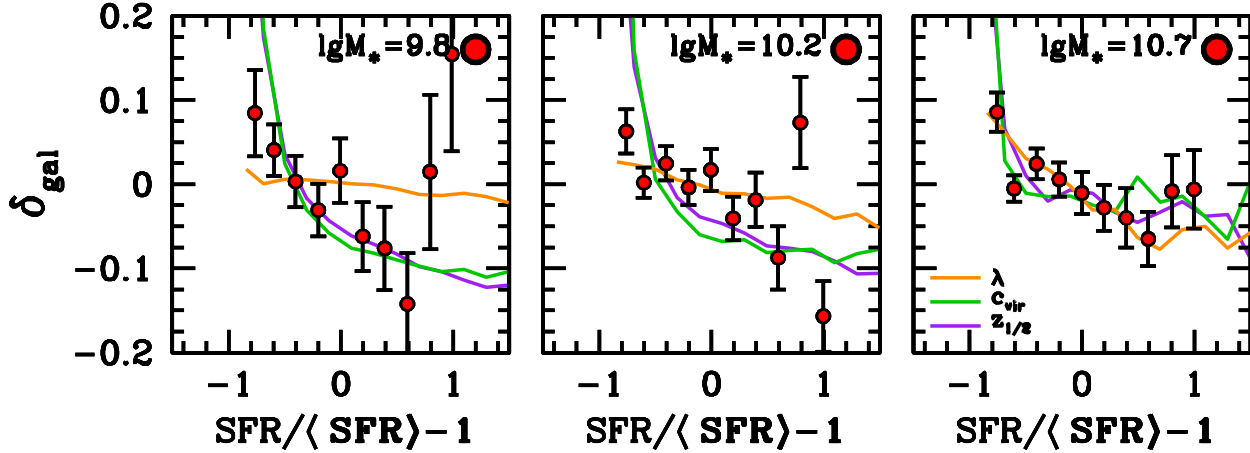 lgM*=9.8
lgM*=10.2
lgM*=10.7
0.2
0.1
0
−0.1
−0.2
δgal
λ
cvir
z1/2
−1 0 1
−1 0 1
−1 0 1
SFR/⟨SFR⟩−1
SFR/⟨SFR⟩−1
SFR/⟨SFR⟩−1